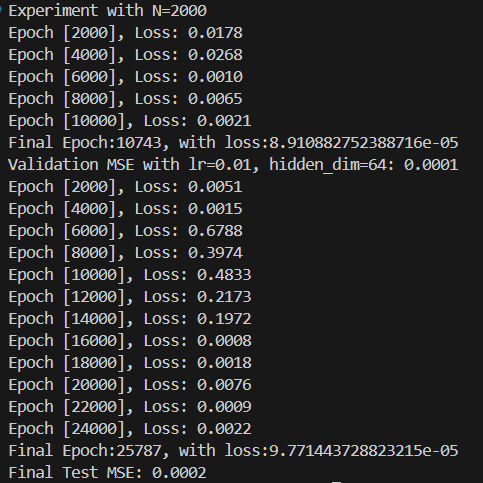 Experiment with N=2000
Epoch [2000], Loss: 0.0178
Epoch [4000], Loss: 0.0268
Epoch [6000], Loss: 0.0010
Epoch [8000], Loss: 0.0065
Epoch [10000], Loss: 0.0021
Final Epoch:10743, with loss:8.910882752388716e-05
Validation MSE with lr=0.01, hidden_dim=64: 0.0001
Epoch [2000], Loss: 0.0051
Epoch [4000], Loss: 0.0015
Epoch [6000], Loss: 0.6788
Epoch [8000], Loss: 0.3974
Epoch [10000], Loss: 0.4833
Epoch [12000], Loss: 0.2173
Epoch [14000], Loss: 0.1972
Epoch [16000], Loss: 0.0008
Epoch [18000], Loss: 0.0018
Epoch [20000], Loss: 0.0076
Epoch [22000], Loss: 0.0009
Epoch [24000], Loss: 0.0022
Final Epoch:25787, with loss:9.771443728823215e-05
Final Test MSE: 0.0002